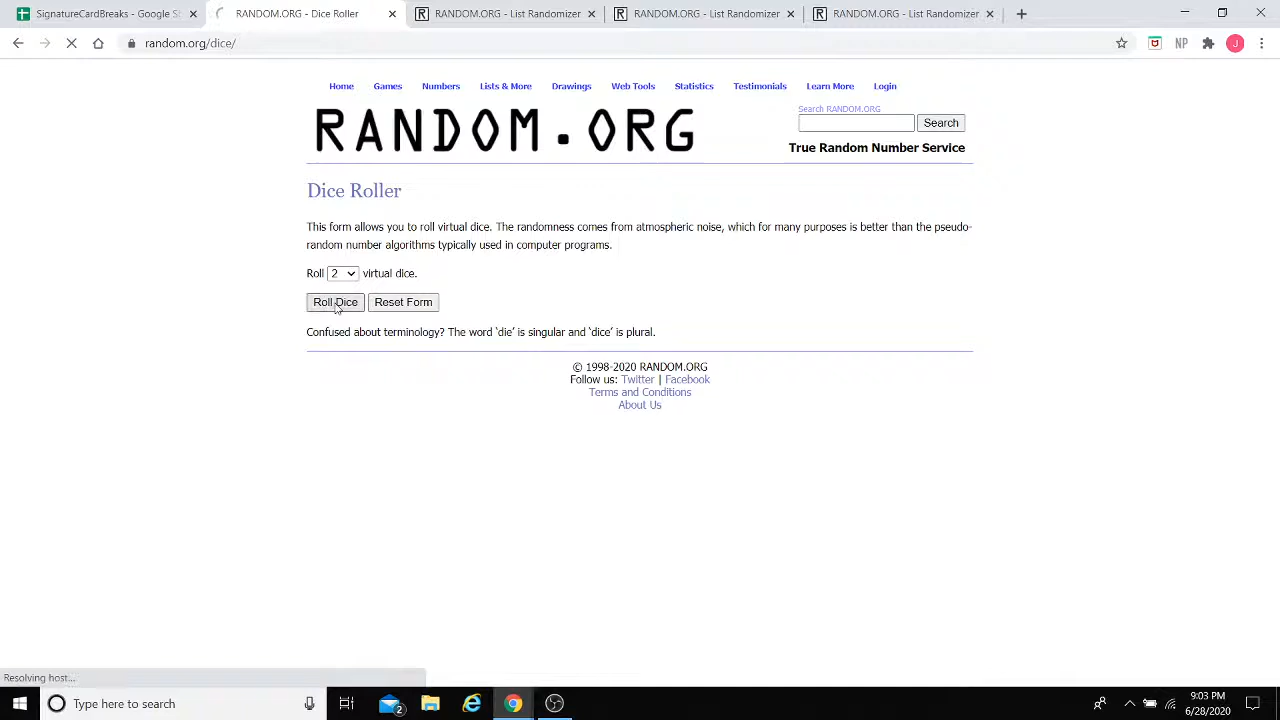 SignatureCardBreaks - Google S
RANDOM.ORG - Dice Roller
RANDOM.ORG - List Randomizer
RANDOM.ORG - List Randomizer
RANDOM.ORG - List Randomizer
random.org/dice/
NP
J
Home Games Numbers Lists & More Drawings Web Tools Statistics Testimonials Learn More Login
RANDOM.ORG
Search RANDOM.ORG
Search
True Random Number Service
Dice Roller
This form allows you to roll virtual dice. The randomness comes from atmospheric noise, which for many purposes is better than the pseudo-
random number algorithms typically used in computer programs.
Roll 2 virtual dice.
Roll Dice Reset Form
Confused about terminology? The word ‘die’ is singular and ‘dice’ is plural.
© 1998-2020 RANDOM.ORG
Follow us: Twitter | Facebook
Terms and Conditions
About Us
Resolving host...
Type here to search
2
9:03 PM
6/28/2020